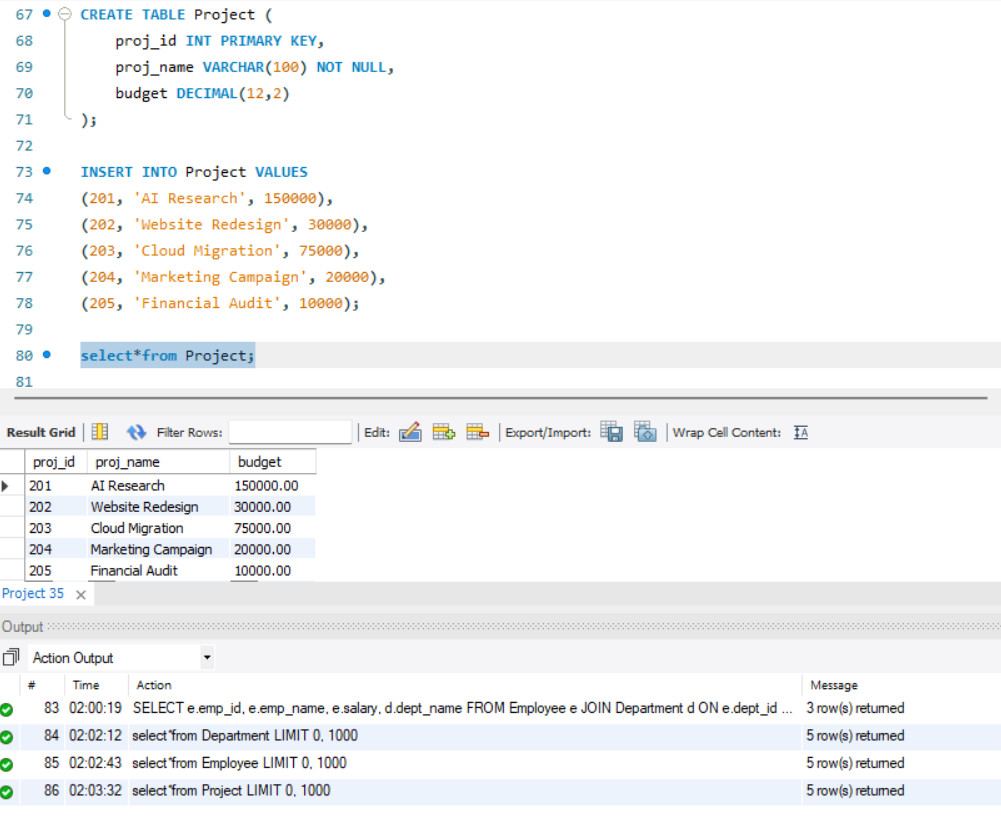 67 CREATE TABLE Project (
68 proj_id INT PRIMARY KEY,
69 proj_name VARCHAR(100) NOT NULL,
70 budget DECIMAL(12,2)
71 );
72
73 INSERT INTO Project VALUES
74 (201, 'AI Research', 150000),
75 (202, 'Website Redesign', 30000),
76 (203, 'Cloud Migration', 75000),
77 (204, 'Marketing Campaign', 20000),
78 (205, 'Financial Audit', 10000);
79
80 select*from Project;
81
Result Grid Filter Rows: Edit: Export/Import: Wrap Cell Content: IA
proj_id proj_name budget
201 AI Research 150000.00
202 Website Redesign 30000.00
203 Cloud Migration 75000.00
204 Marketing Campaign 20000.00
205 Financial Audit 10000.00
Project 35 ×
Output
Action Output
# Time Action Message
83 02:00:19 SELECT e.emp_id, e.emp_name, e.salary, d.dept_name FROM Employee e JOIN Department d ON e.dept_id ... 3 row(s) returned
84 02:02:12 select*from Department LIMIT 0, 1000 5 row(s) returned
85 02:02:43 select*from Employee LIMIT 0, 1000 5 row(s) returned
86 02:03:32 select*from Project LIMIT 0, 1000 5 row(s) returned